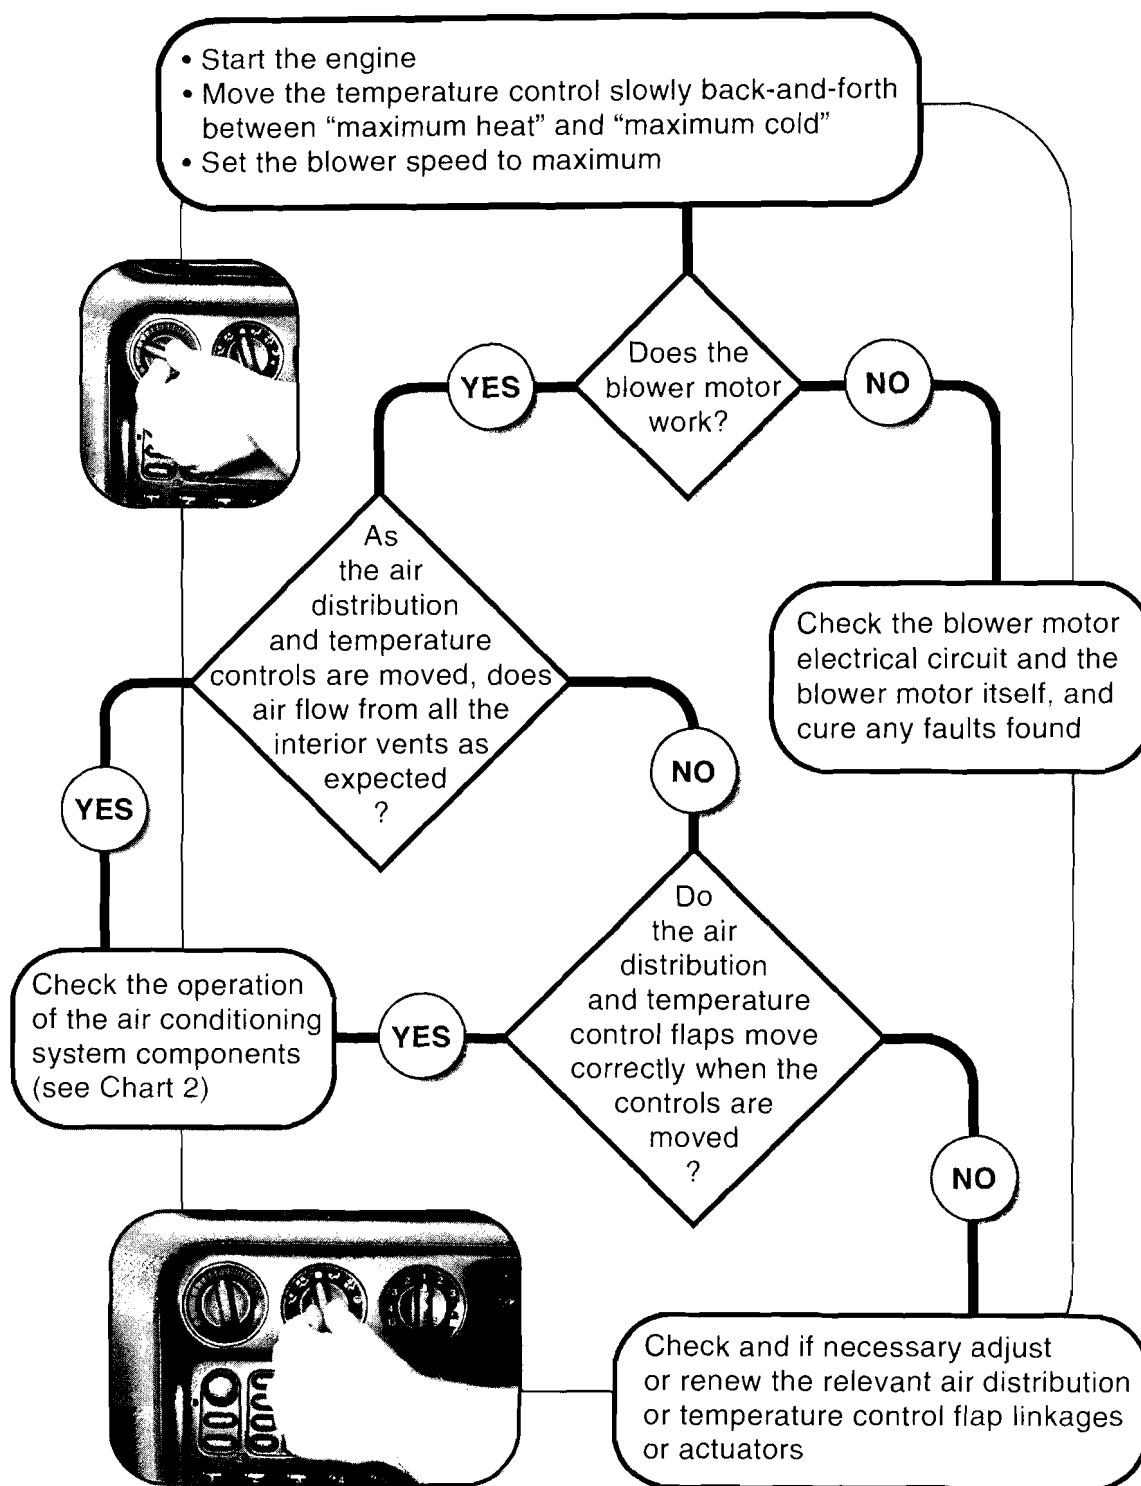 • Start the engine
• Move the temperature control slowly back-and-forth
between “maximum heat” and “maximum cold”
• Set the blower speed to maximum
Does the
blower motor
work?
YES
NO
As
the air
distribution
and temperature
controls are moved, does
air flow from all the
interior vents as
expected
?
Check the blower motor
electrical circuit and the
blower motor itself, and
cure any faults found
YES
NO
Do
the air
distribution
and temperature
control flaps move
correctly when the
controls are
moved
?
Check the operation
of the air conditioning
system components
(see Chart 2)
YES
NO
Check and if necessary adjust
or renew the relevant air distribution
or temperature control flap linkages
or actuators